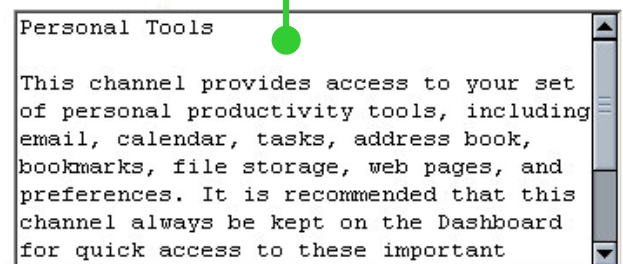 Personal Tools
This channel provides access to your set
of personal productivity tools, including
email, calendar, tasks, address book,
bookmarks, file storage, web pages, and
preferences. It is recommended that this
channel always be kept on the Dashboard
for quick access to these important